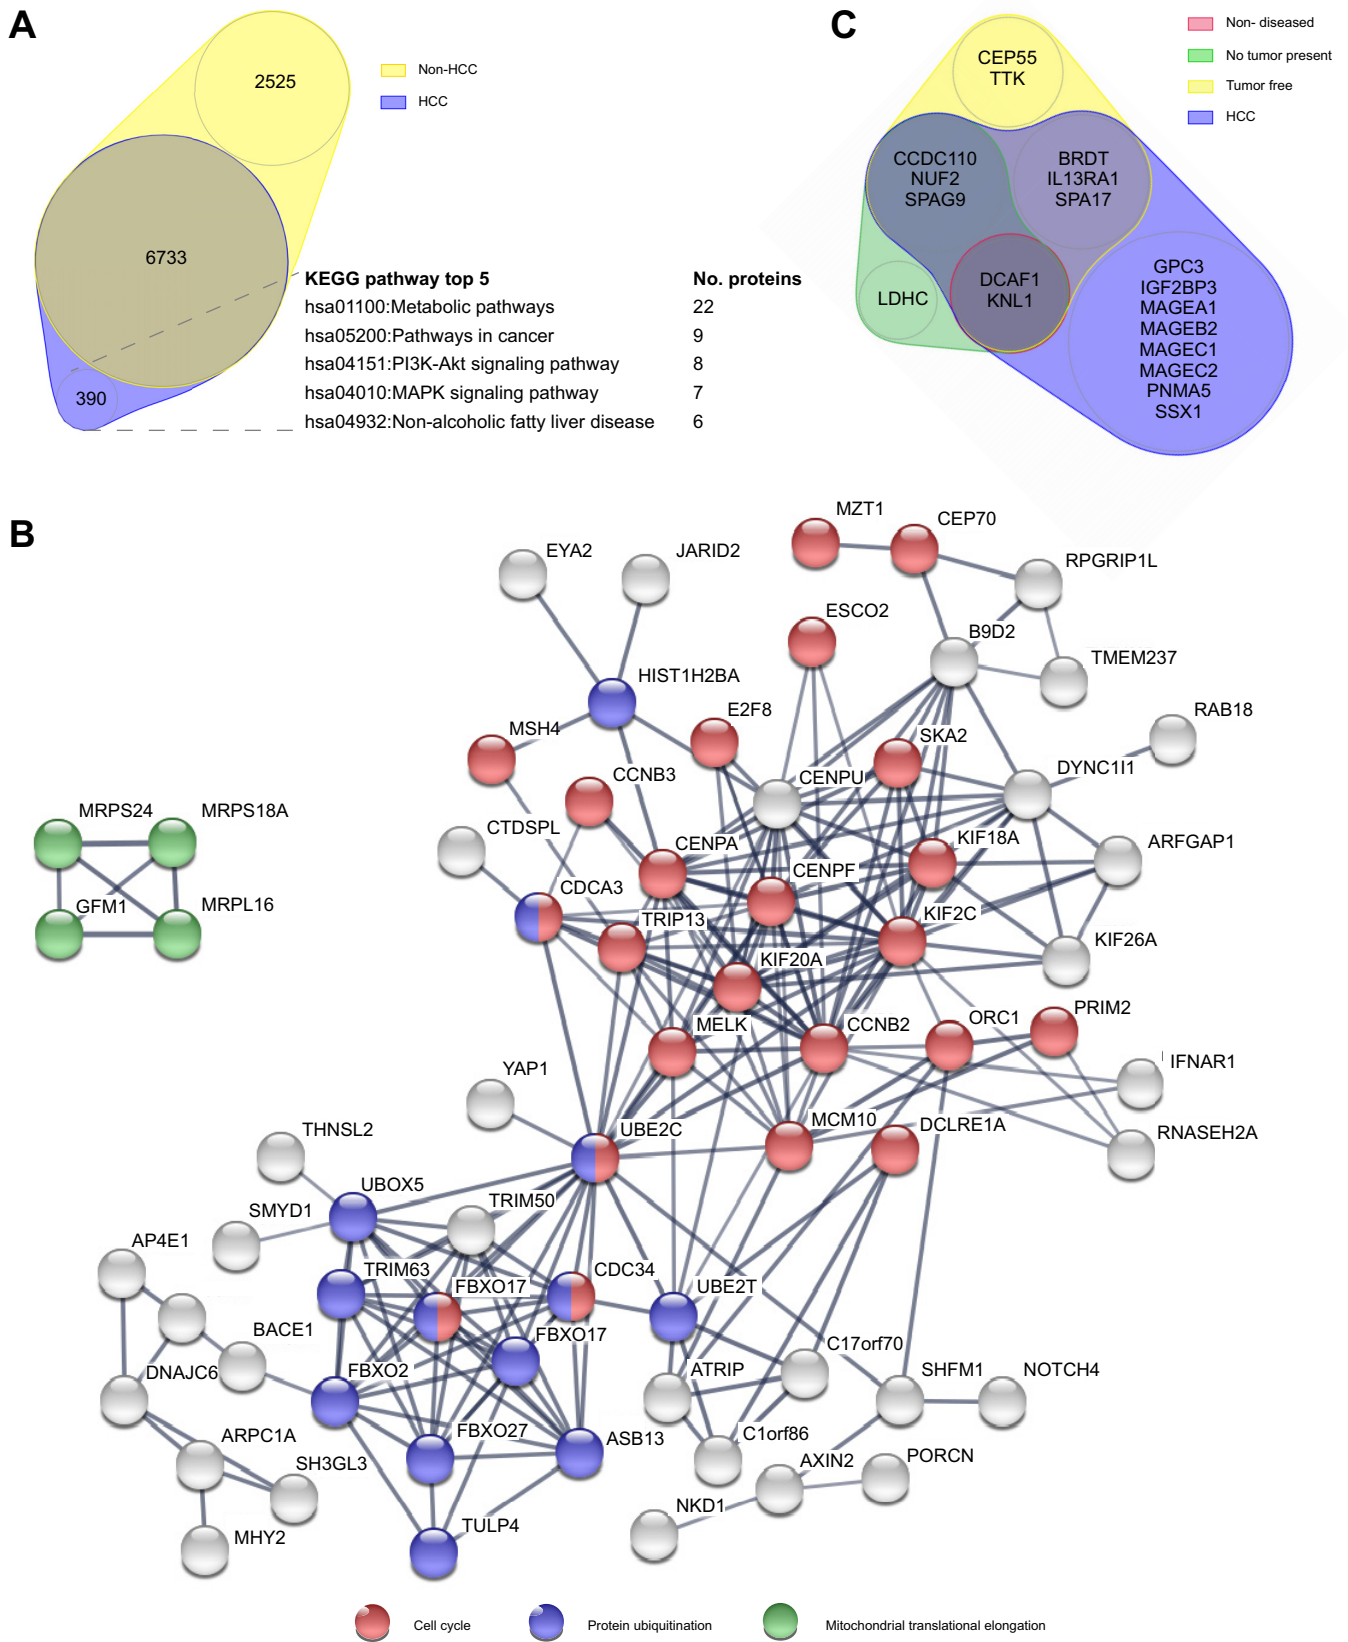 A
2525
Non-HCC
HCC
6733
390
KEGG pathway top 5 No. proteins
hsa01100:Metabolic pathways 22
hsa05200:Pathways in cancer 9
hsa04151:PI3K-Akt signaling pathway 8
hsa04010:MAPK signaling pathway 7
hsa04932:Non-alcoholic fatty liver disease 6
C
Non- diseased
No tumor present
Tumor free
HCC
CEP55
TTK
CCDC110
NUF2
SPAG9
BRDT
IL13RA1
SPA17
DCAF1
KNL1
LDHC
GPC3
IGF2BP3
MAGEA1
MAGEB2
MAGEC1
MAGEC2
PNMA5
SSX1
B
MZT1
CEP70
EYA2
JARID2
RPGRIP1L
ESCO2
B9D2
TMEM237
HIST1H2BA
E2F8
RAB18
MSH4
SKA2
CCNB3
CENPU
DYNC1I1
MRPS24
MRPS18A
CTDSPL
CENPA
KIF18A
ARFGAP1
CENPF
CDCA3
GFM1
MRPL16
TRIP13
KIF2C
KIF20A
KIF26A
MELK
CCNB2
ORC1
PRIM2
YAP1
IFNAR1
MCM10
DCLRE1A
UBE2C
RNASEH2A
THNSL2
UBOX5
TRIM50
SMYD1
AP4E1
TRIM63
FBXO17
CDC34
UBE2T
BACE1
FBXO17
C17orf70
DNAJC6
FBXO2
ATRIP
SHFM1
NOTCH4
ARPC1A
FBXO27
ASB13
C1orf86
SH3GL3
AXIN2
PORCN
NKD1
MHY2
TULP4
Cell cycle
Protein ubiquitination
Mitochondrial translational elongation